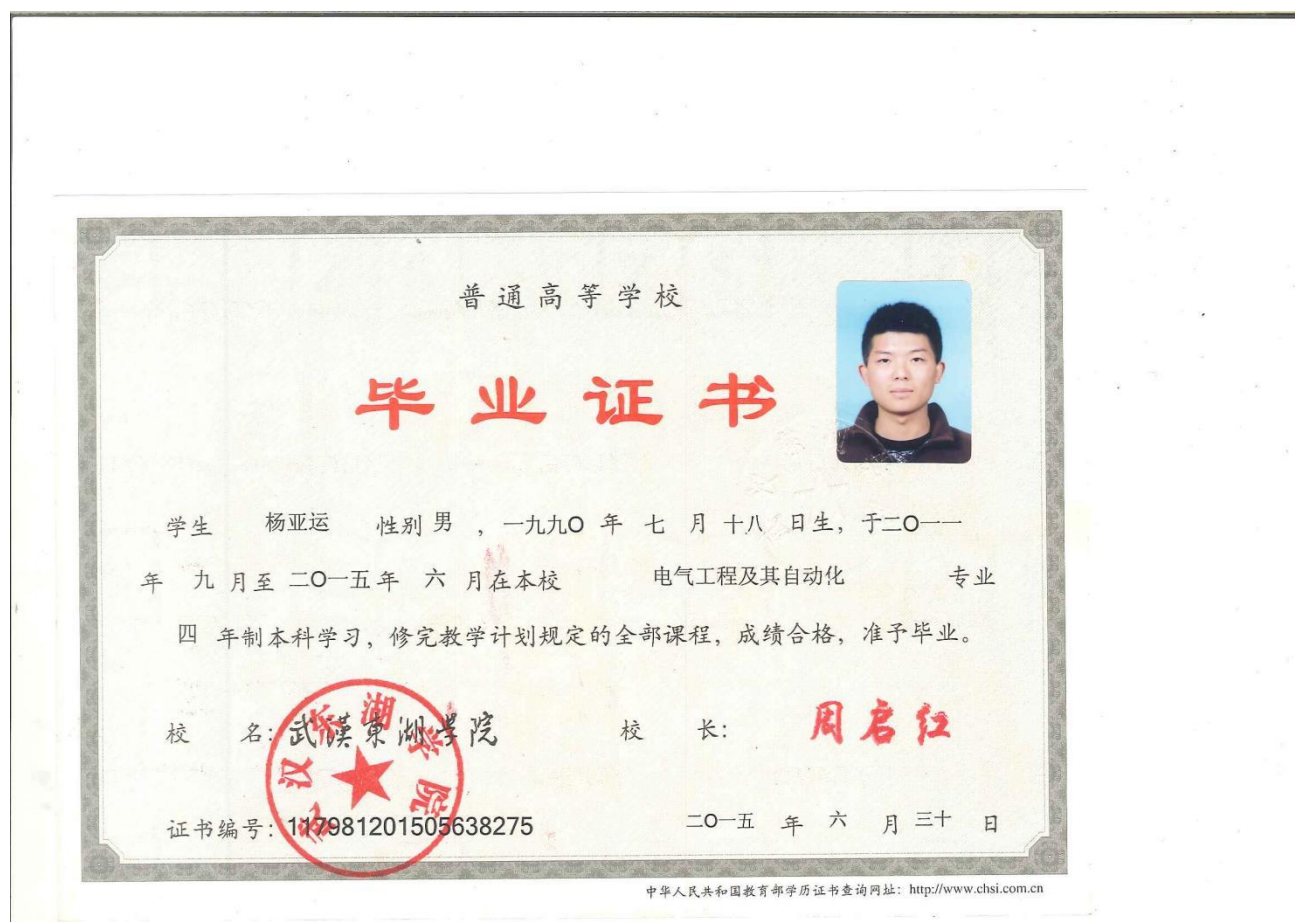 普通高等学校
毕业证书
学生 杨亚运 性别 男 ，一九九O 年 七 月 十八 日生，于二O一一
年 九 月至 二O一五 年 六 月在本校 电气工程及其自动化 专业
四 年制本科学习，修完教学计划规定的全部课程，成绩合格，准予毕业。
校 名：武漢東湖学院 校 长： 周启红
武汉东湖学院
证书编号：117981201505638275 二O一五 年 六 月 三十 日
中华人民共和国教育部学历证书查询网址：http://www.chsi.com.cn